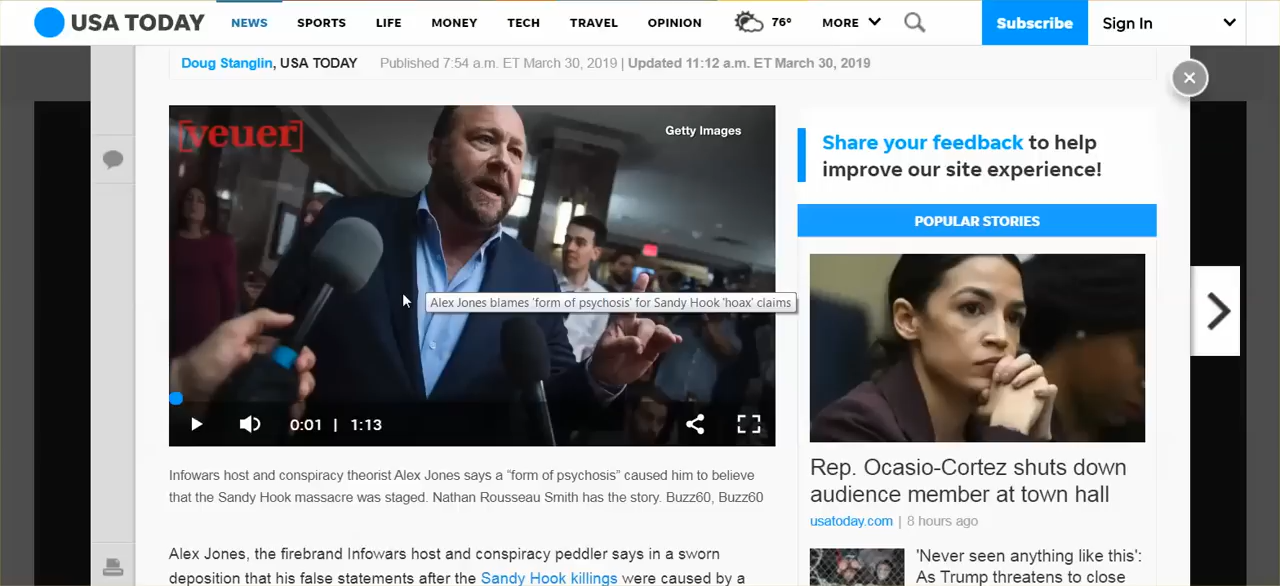 USA TODAY NEWS SPORTS LIFE MONEY TECH TRAVEL OPINION 76° MORE Subscribe Sign In
Doug Stanglin, USA TODAY Published 7:54 a.m. ET March 30, 2019 | Updated 11:12 a.m. ET March 30, 2019
[veuer]
Getty Images
Alex Jones blames 'form of psychosis' for Sandy Hook 'hoax' claims
0:01 | 1:13
Infowars host and conspiracy theorist Alex Jones says a “form of psychosis” caused him to believe
that the Sandy Hook massacre was staged. Nathan Rousseau Smith has the story. Buzz60, Buzz60
Alex Jones, the firebrand Infowars host and conspiracy peddler says in a sworn
deposition that his false statements after the Sandy Hook killings were caused by a
Share your feedback to help
improve our site experience!
POPULAR STORIES
Rep. Ocasio-Cortez shuts down
audience member at town hall
usatoday.com | 8 hours ago
'Never seen anything like this':
As Trump threatens to close